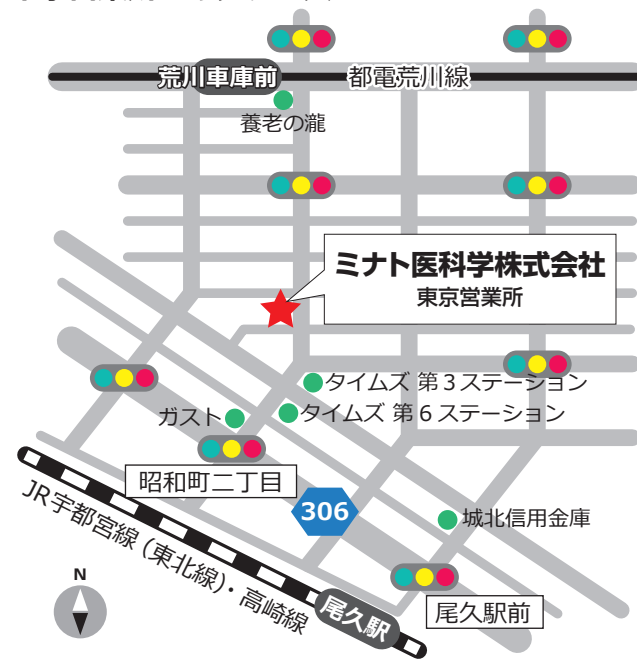 荒川車庫前
都電荒川線
養老の瀧
ミナト医科学株式会社
東京営業所
タイムズ 第3ステーション
タイムズ 第6ステーション
ガスト
昭和町二丁目
306
JR宇都宮線(東北線)・高崎線
城北信用金庫
尾久駅
尾久駅前
N